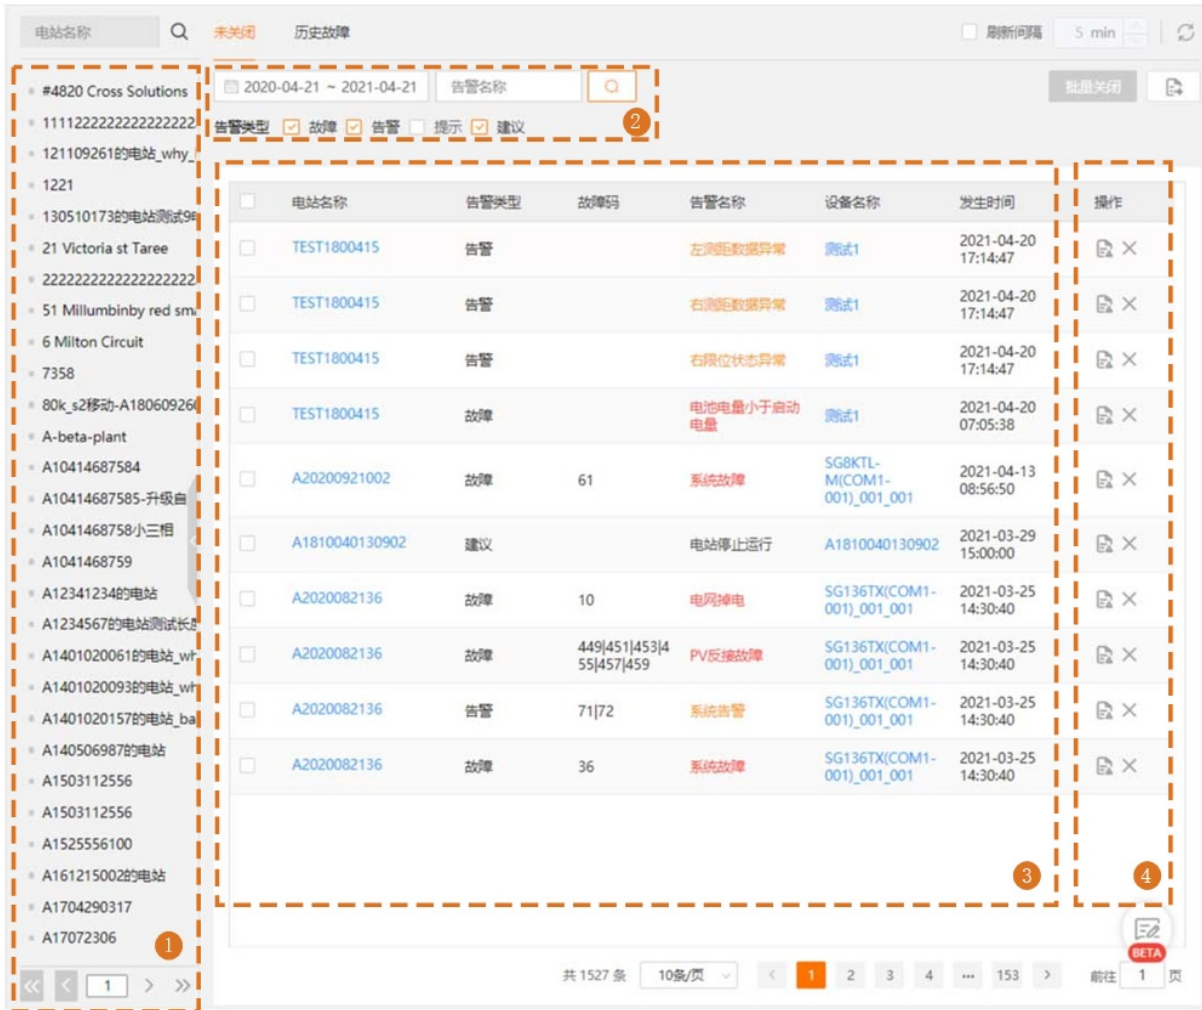 电站名称
未关闭 历史故障
刷新间隔 5 min
#4820 Cross Solutions
1111222222222222222
121109261的电站_why_
1221
130510173的电站测试9
21 Victoria st Taree
2222222222222222222
51 Millumbinby red sm
6 Milton Circuit
7358
80k_s2移动-A18060926
A-beta-plant
A10414687584
A10414687585-升级自
A1041468758小三相
A1041468759
A12341234的电站
A1234567的电站测试长
A1401020061的电站_wh
A1401020093的电站_wh
A1401020157的电站_ba
A140506987的电站
A1503112556
A1503112556
A1525556100
A161215002的电站
A1704290317
A17072306
1
« < 1 > »
2020-04-21 ~ 2021-04-21 告警名称
批量关闭
告警类型 故障 告警 提示 建议
2
电站名称 告警类型 故障码 告警名称 设备名称 发生时间 操作
TEST1800415 告警 左测距数据异常 测试1 2021-04-20
17:14:47
TEST1800415 告警 右测距数据异常 测试1 2021-04-20
17:14:47
TEST1800415 告警 右限位状态异常 测试1 2021-04-20
17:14:47
TEST1800415 故障 电池电量小于启动 测试1 2021-04-20
电量 07:05:38
A20200921002 故障 61 系统故障 SG8KTL- 2021-04-13
M(COM1- 08:56:50
001)_001_001
A1810040130902 建议 电站停止运行 A1810040130902 2021-03-29
15:00:00
A2020082136 故障 10 电网掉电 SG136TX(COM1- 2021-03-25
001)_001_001 14:30:40
A2020082136 故障 449|451|453|4 PV反接故障 SG136TX(COM1- 2021-03-25
55|457|459 001)_001_001 14:30:40
A2020082136 告警 71|72 系统告警 SG136TX(COM1- 2021-03-25
001)_001_001 14:30:40
A2020082136 故障 36 系统故障 SG136TX(COM1- 2021-03-25
001)_001_001 14:30:40
3 4
BETA
共 1527 条 10条/页 < 1 2 3 4 ••• 153 > 前往 1 页